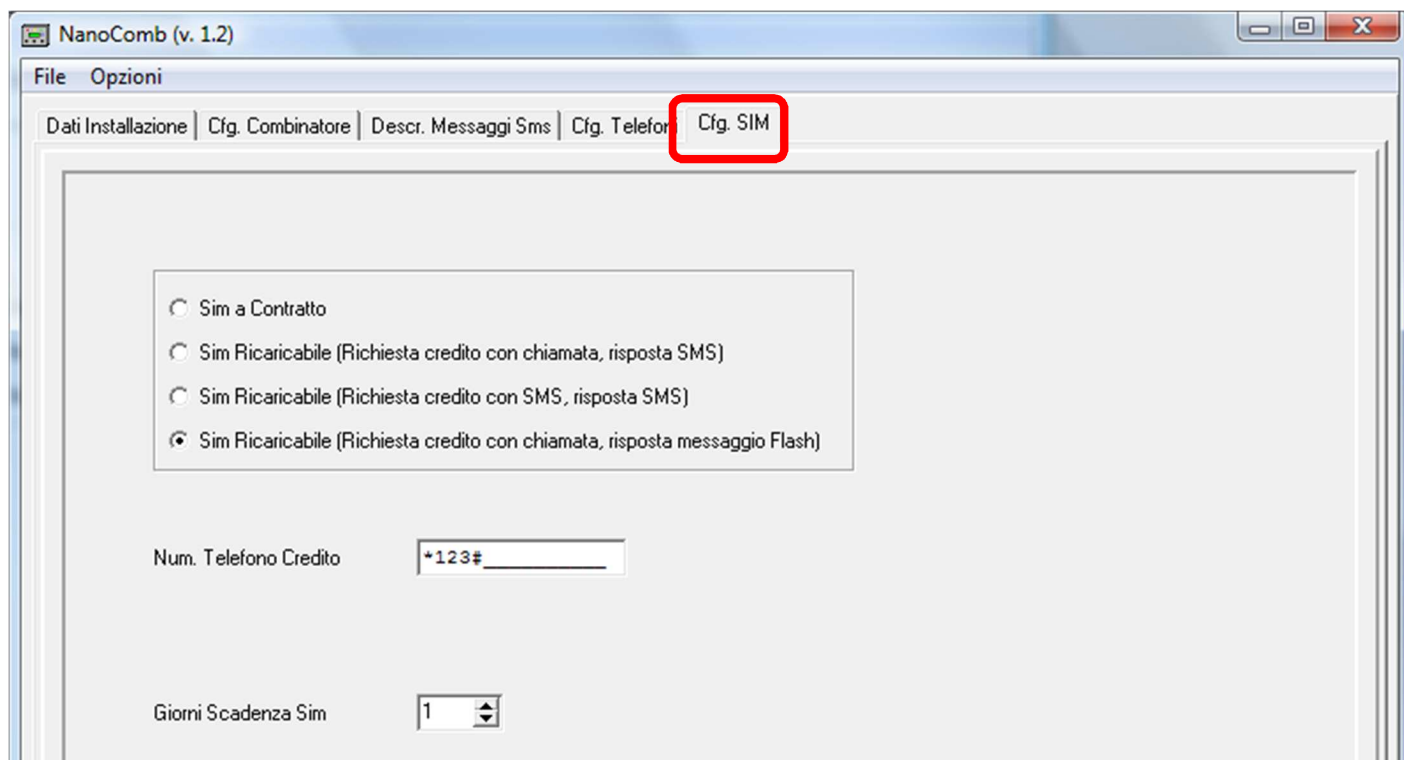 NanoComb (v. 1.2)
File Opzioni
Dati Installazione Cfg. Combinatore Descr. Messaggi Sms Cfg. Telefoni Cfg. SIM
Sim a Contratto
Sim Ricaricabile (Richiesta credito con chiamata, risposta SMS)
Sim Ricaricabile (Richiesta credito con SMS, risposta SMS)
Sim Ricaricabile (Richiesta credito con chiamata, risposta messaggio Flash)
Num. Telefono Credito *123#___________
Giorni Scadenza Sim 1